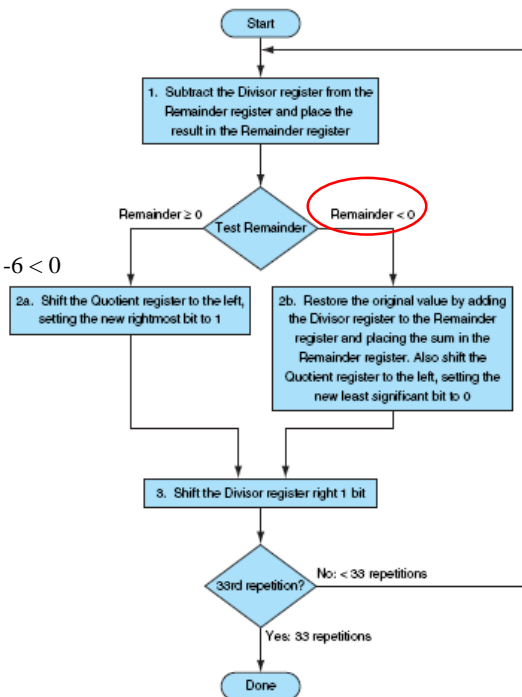 Start
1. Subtract the Divisor register from the
Remainder register and place the
result in the Remainder register
Remainder ≥ 0
Remainder < 0
Test Remainder
-6 < 0
2a. Shift the Quotient register to the left,
setting the new rightmost bit to 1
2b. Restore the original value by adding
the Divisor register to the Remainder
register and placing the sum in the
Remainder register. Also shift the
Quotient register to the left, setting the
new least significant bit to 0
3. Shift the Divisor register right 1 bit
33rd repetition?
No: < 33 repetitions
Yes: 33 repetitions
Done